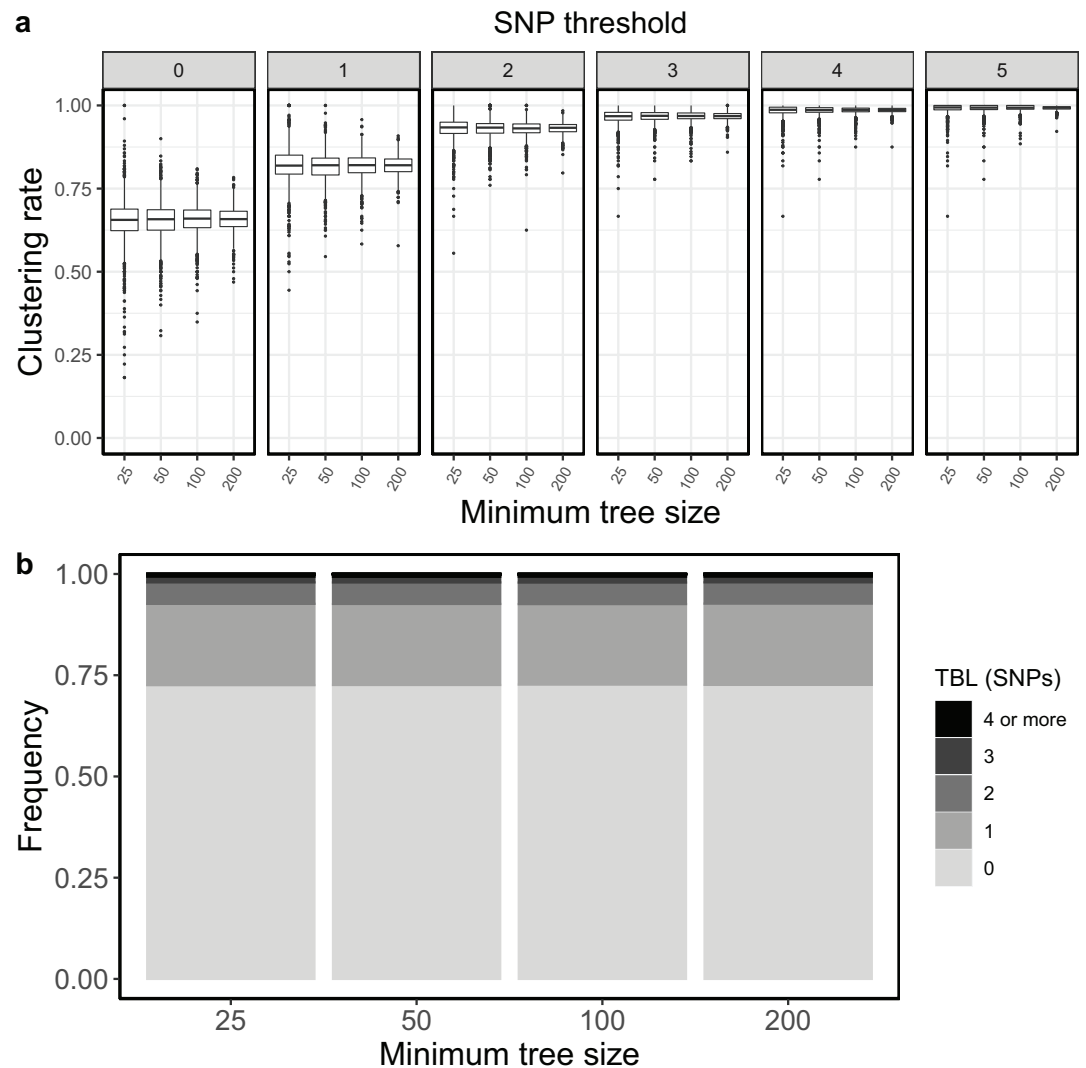 a
SNP threshold
0 1 2 3 4 5
Clustering rate
1.00
0.75
0.50
0.25
0.00
25 50 100 200 25 50 100 200 25 50 100 200 25 50 100 200 25 50 100 200 25 50 100 200
Minimum tree size
b
Frequency
1.00
0.75
0.50
0.25
0.00
25 50 100 200
Minimum tree size
TBL (SNPs)
4 or more
3
2
1
0